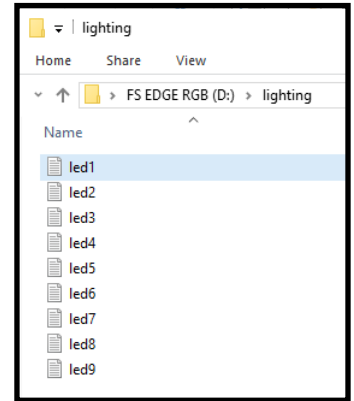 lighting
Home Share View
FS EDGE RGB (D:) > lighting
Name
led1
led2
led3
led4
led5
led6
led7
led8
led9